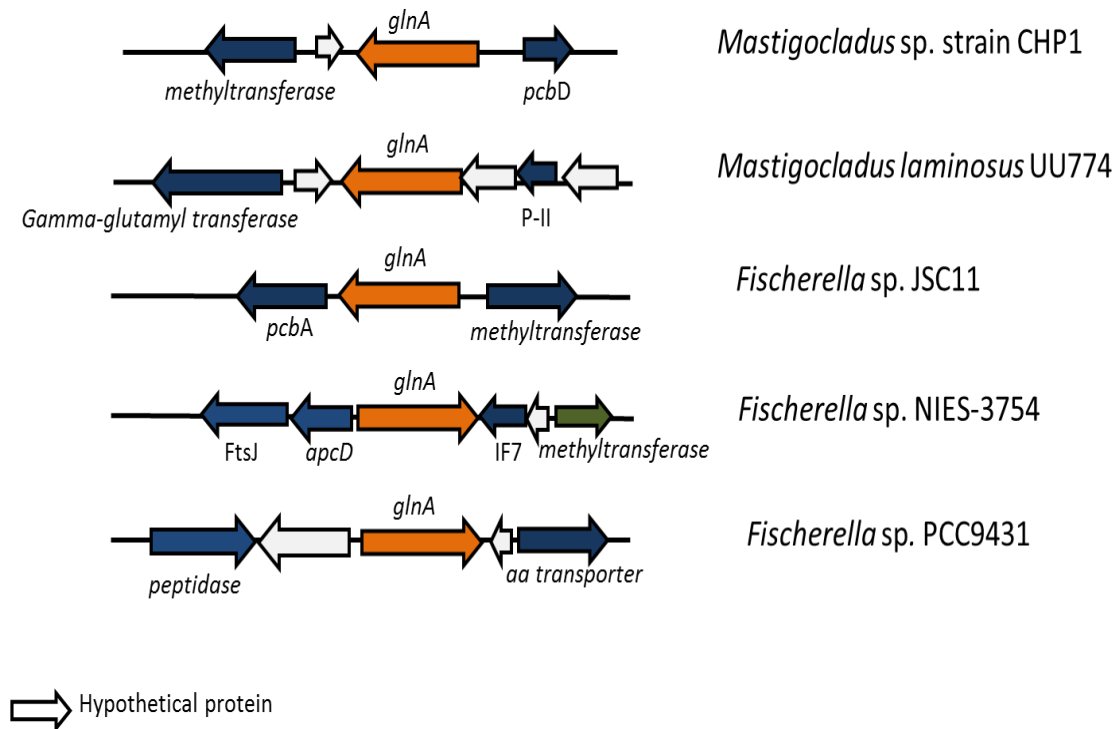 glnA
Mastigocladus sp. strain CHP1
methyltransferase
pcbD
glnA
Mastigocladus laminosus UU774
Gamma-glutamyl transferase
P-II
glnA
Fischerella sp. JSC11
pcbA
methyltransferase
glnA
Fischerella sp. NIES-3754
FtsJ
apcD
IF7
methyltransferase
glnA
Fischerella sp. PCC9431
peptidase
aa transporter
Hypothetical protein